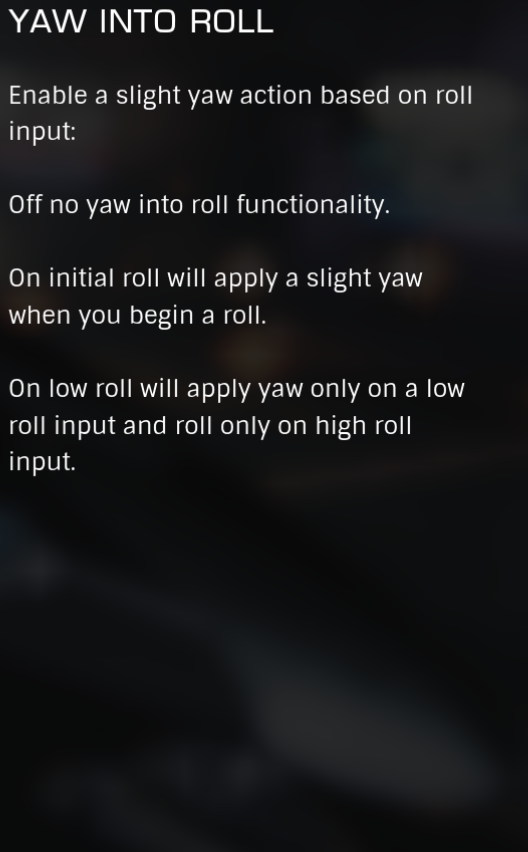 YAW INTO ROLL
Enable a slight yaw action based on roll
input:
Off no yaw into roll functionality.
On initial roll will apply a slight yaw
when you begin a roll.
On low roll will apply yaw only on a low
roll input and roll only on high roll
input.